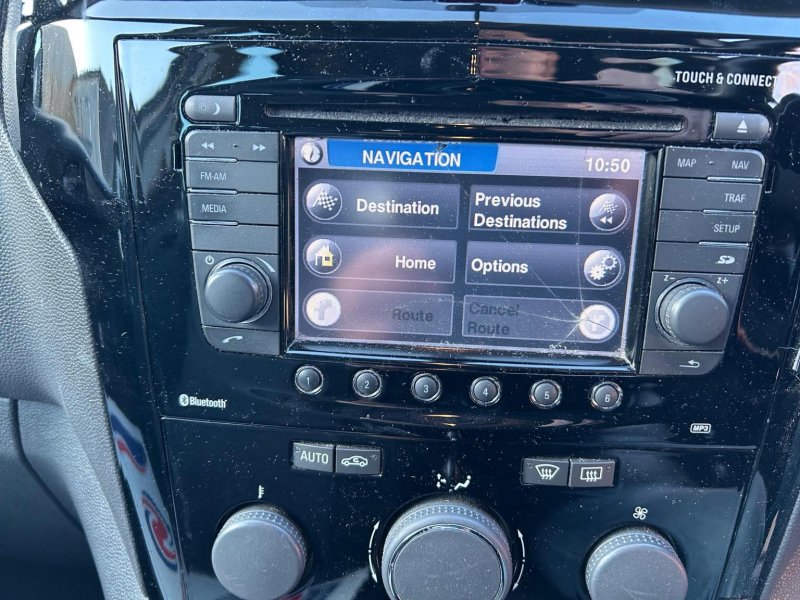 TOUCH & CONNECT
NAVIGATION
10:50
FM-AM
MEDIA
MAP NAV
TRAF
SETUP
SD
Z- Z+
Destination
Previous
Destinations
Home
Options
Route
Cancel
Route
1 2 3 4 5 6
Bluetooth
MP3
AUTO